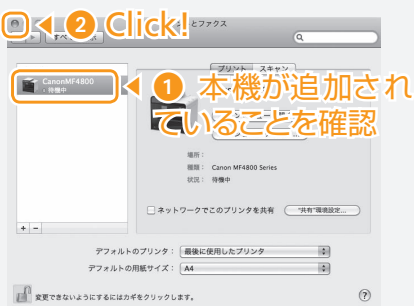 ② Click!
とファクス
すべ
CanonMF4800
・待機中
プリント スキャン
① 本機が追加され
ていることを確認
場所：
種類： Canon MF4800 Series
状況： 待機中
ネットワークでこのプリンタを共有 "共有"環境設定...
+ −
デフォルトのプリンタ： 最後に使用したプリンタ
デフォルトの用紙サイズ： A4
変更できないようにするにはカギをクリックします。 ?